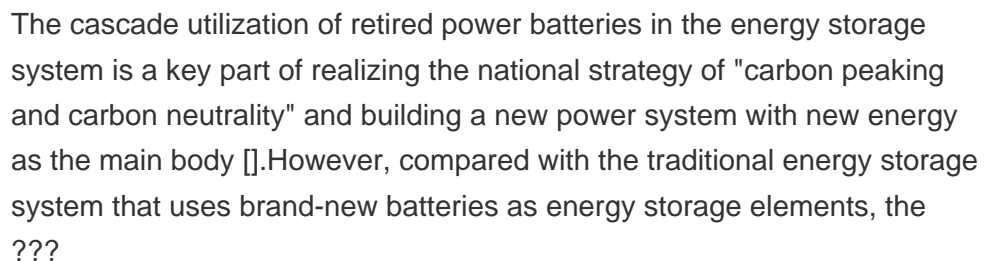 The cascade utilization of retired power batteries in the energy storage
system is a key part of realizing the national strategy of "carbon peaking
and carbon neutrality" and building a new power system with new energy
as the main body [].However, compared with the traditional energy storage
system that uses brand-new batteries as energy storage elements, the
???